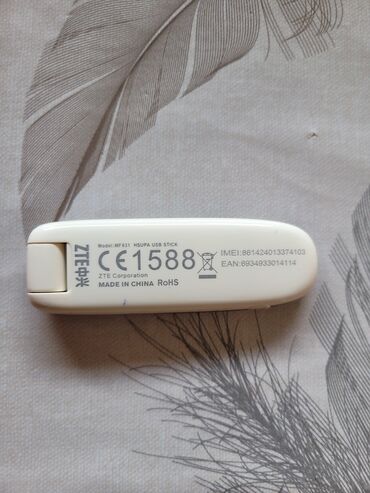 ZTE中兴
Model: MF631 HSUPA USB STICK
CE1588
ZTE Corporation
MADE IN CHINA RoHS
IMEI:861424013374103
EAN:6934933014114